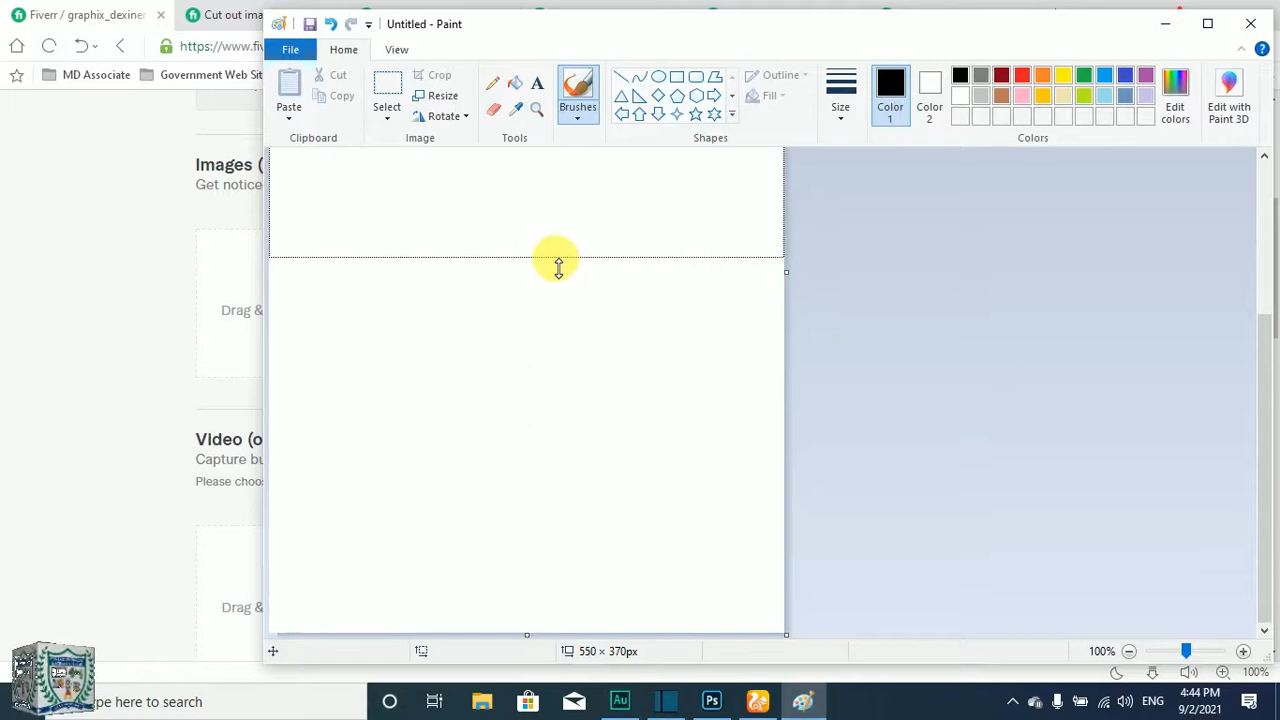 Fiverr / graphix_dexiner
Cut out ima
Untitled - Paint
https://www.fiv
File
Home
View
MD Associate
Government Web Sit
Paste
Cut
Copy
Clipboard
Select
Crop
Resize
Rotate
Image
Tools
Brushes
Shapes
Outline
Fill
Size
Color
1
Color
2
Edit
colors
Edit with
Paint 3D
Colors
Images (
Get notice
Drag &
Video (o
Capture bu
Please choos
Drag &
550 × 370px
100%
100%
ype here to search
Au
Ps
ENG
4:44 PM
9/2/2021